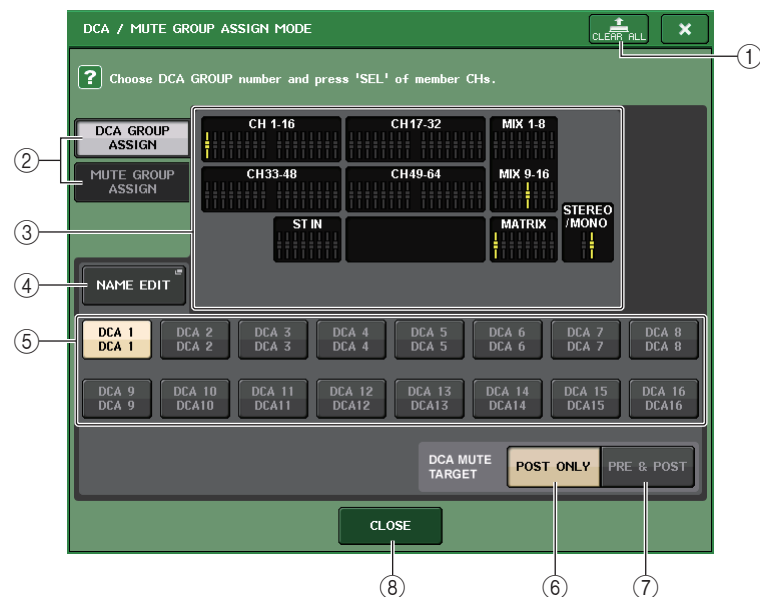 DCA / MUTE GROUP ASSIGN MODE
CLEAR ALL
①
? Choose DCA GROUP number and press 'SEL' of member CHs.
DCA GROUP
ASSIGN
②
MUTE GROUP
ASSIGN
CH 1-16
CH17-32
MIX 1-8
CH33-48
CH49-64
MIX 9-16
③
ST IN
MATRIX
STEREO
/MONO
④
NAME EDIT
⑤
DCA 1
DCA 1
DCA 2
DCA 2
DCA 3
DCA 3
DCA 4
DCA 4
DCA 5
DCA 5
DCA 6
DCA 6
DCA 7
DCA 7
DCA 8
DCA 8
DCA 9
DCA 9
DCA 10
DCA10
DCA 11
DCA11
DCA 12
DCA12
DCA 13
DCA13
DCA 14
DCA14
DCA 15
DCA15
DCA 16
DCA16
DCA MUTE
TARGET
POST ONLY
PRE & POST
CLOSE
⑧
⑥
⑦